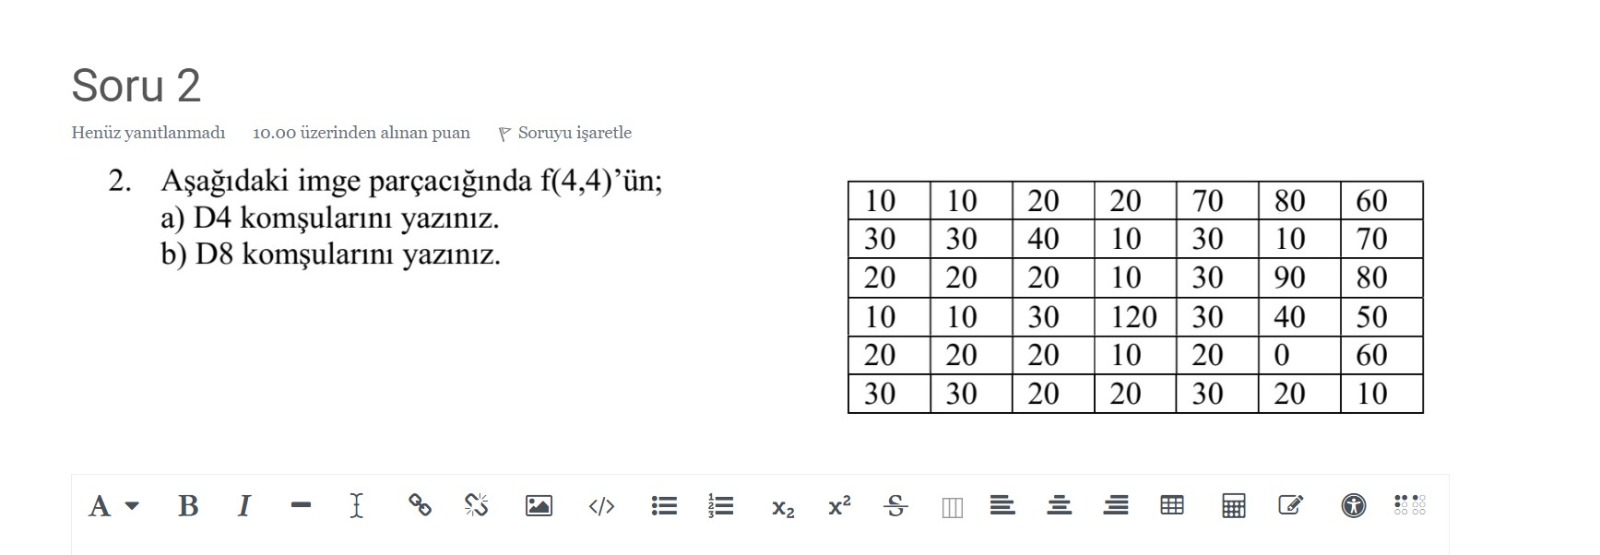 Soru 2
Henüz yanıtlanmadı 10.00 üzerinden alınan puan Soruyu işaretle
2. Aşağıdaki imge parçacığında f(4,4)'ün;
a) D4 komşularını yazınız.
b) D8 komşularını yazınız.
10 10 20 20 70 80 60
30 30 40 10 30 10 70
20 20 20 10 30 90 80
10 10 30 120 30 40 50
20 20 20 10 20 0 60
30 30 20 20 30 20 10
A B I </> x₂ x² S